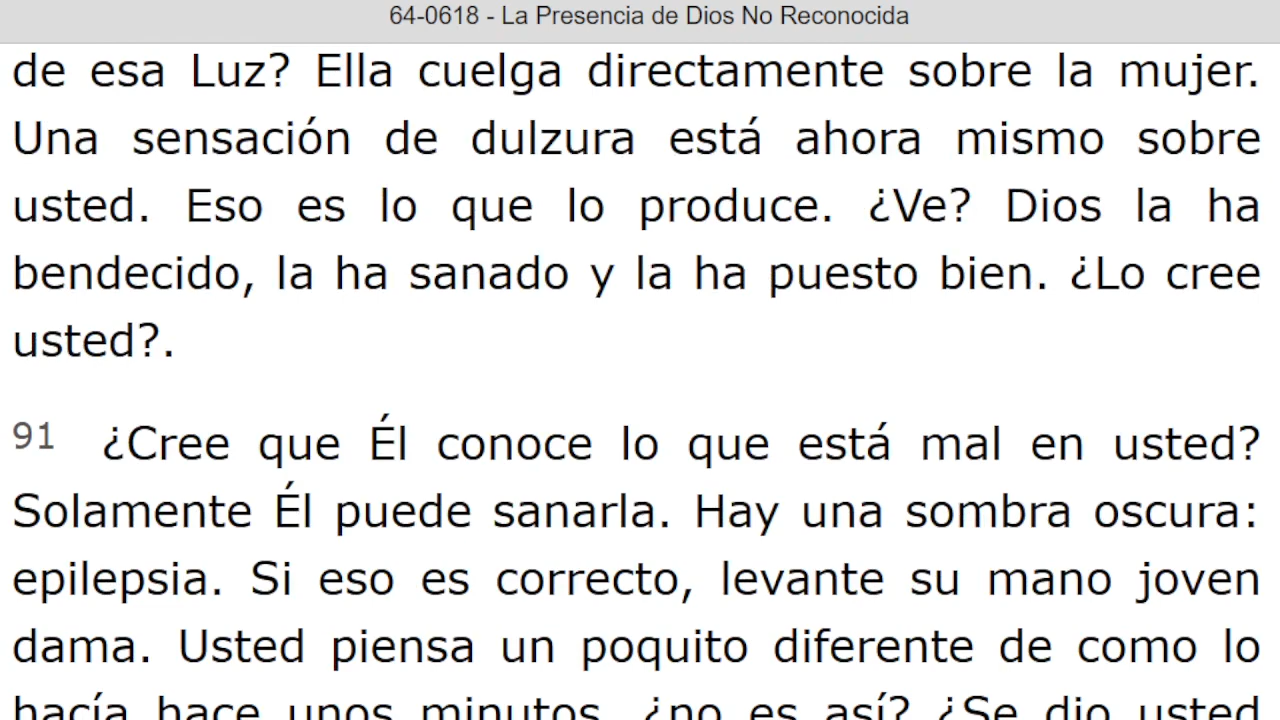 64-0618 - La Presencia de Dios No Reconocida
de esa Luz? Ella cuelga directamente sobre la mujer.
Una sensación de dulzura está ahora mismo sobre
usted. Eso es lo que lo produce. ¿Ve? Dios la ha
bendecido, la ha sanado y la ha puesto bien. ¿Lo cree
usted?.
91 ¿Cree que Él conoce lo que está mal en usted?
Solamente Él puede sanarla. Hay una sombra oscura:
epilepsia. Si eso es correcto, levante su mano joven
dama. Usted piensa un poquito diferente de como lo
hacía hace unos minutos, ¿no es así? ¿Se dio usted